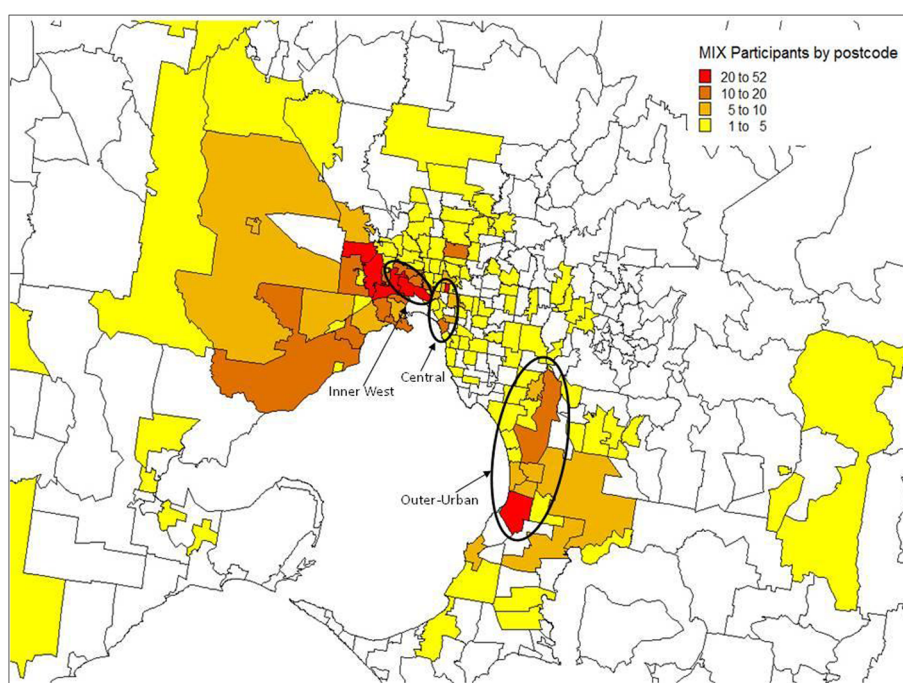 MIX Participants by postcode
20 to 52
10 to 20
5 to 10
1 to 5
Inner West
Central
Outer-Urban